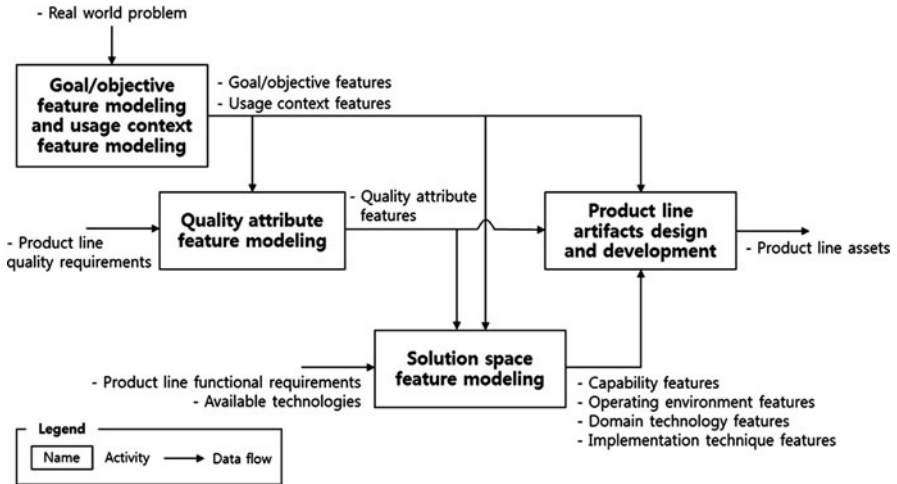 - Real world problem
Goal/objective
feature modeling
and usage context
feature modeling
- Goal/objective features
- Usage context features
Quality attribute
feature modeling
- Quality attribute
features
Product line
artifacts design
and development
- Product line
quality requirements
- Product line assets
Solution space
feature modeling
- Product line functional requirements
- Available technologies
- Capability features
- Operating environment features
- Domain technology features
- Implementation technique features
Legend
Name Activity Data flow